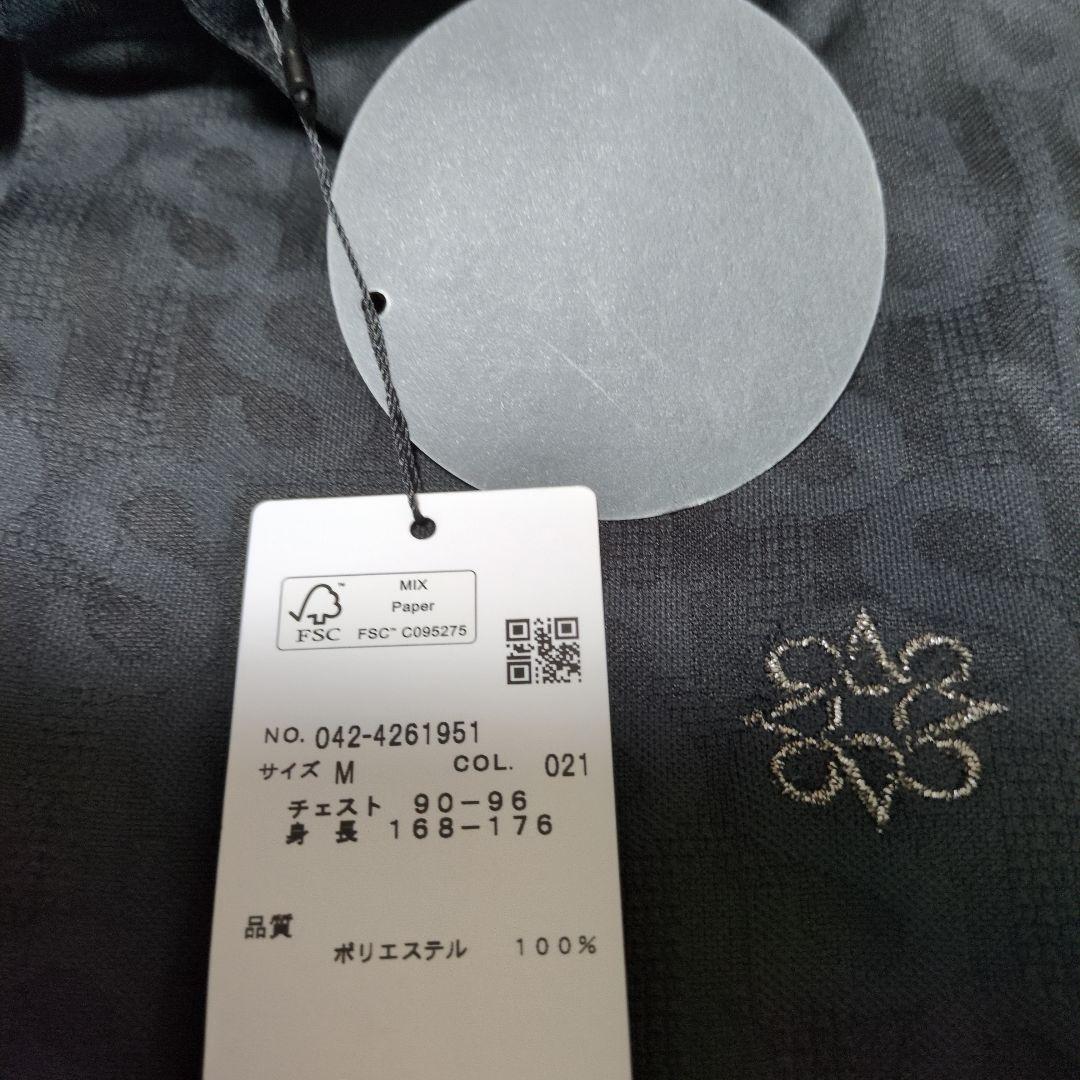 MIX
Paper
FSC™ C095275
FSC
™
NO. 042-4261951
サイズ M COL. 021
チェスト 90-96
身 長 168-176
品質
ポリエステル 100%